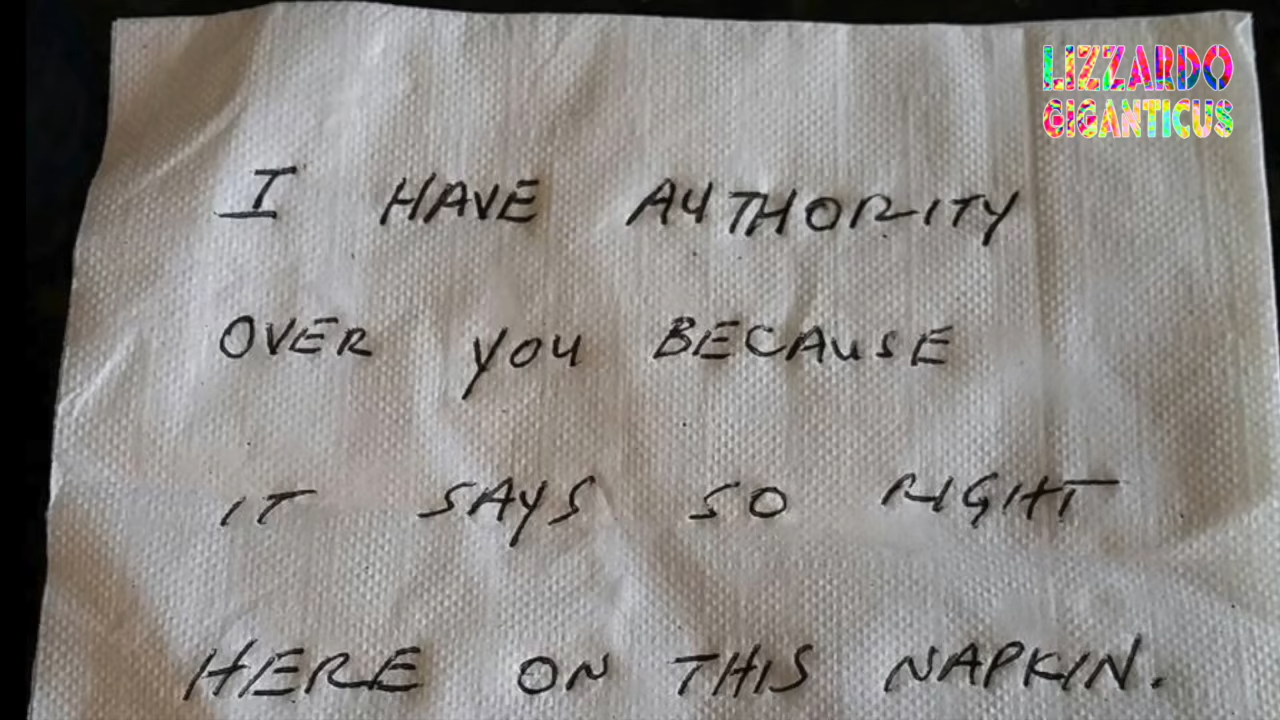 LIZZARDO
GIGANTICUS
I HAVE AUTHORITY
OVER YOU BECAUSE
IT SAYS SO RIGHT
HERE ON THIS NAPKIN.